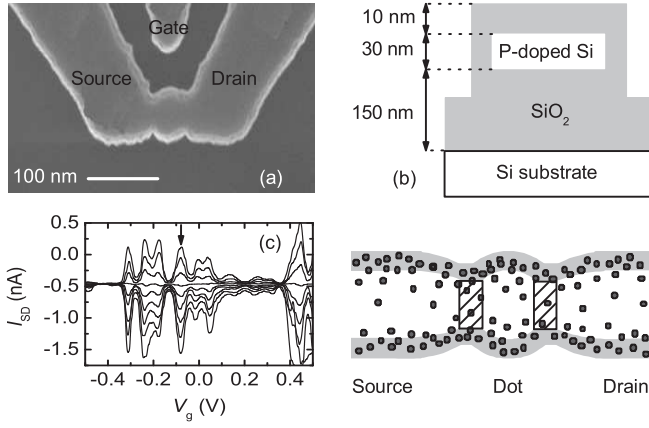 Gate
Source
Drain
100 nm
(a)
10 nm
30 nm
150 nm
P-doped Si
SiO2
Si substrate
(b)
(c)
0.5
0.0
-0.5
-1.0
-1.5
ISD (nA)
-0.4 -0.2 0.0 0.2 0.4
Vg (V)
Source Dot Drain